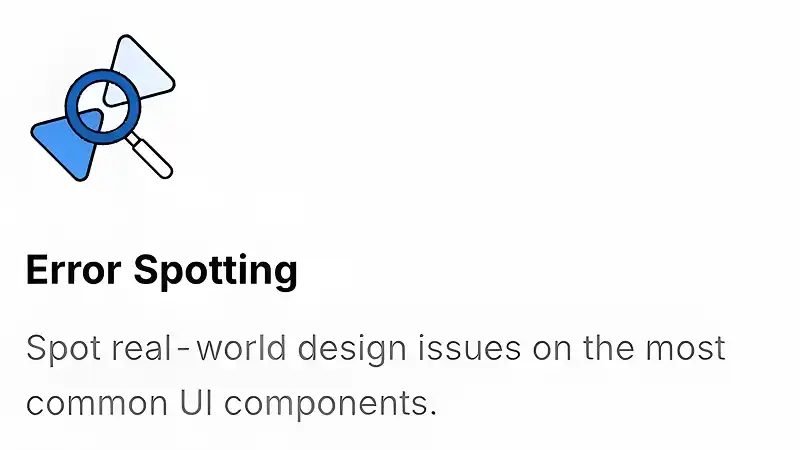 Error Spotting
Spot real-world design issues on the most
common UI components.